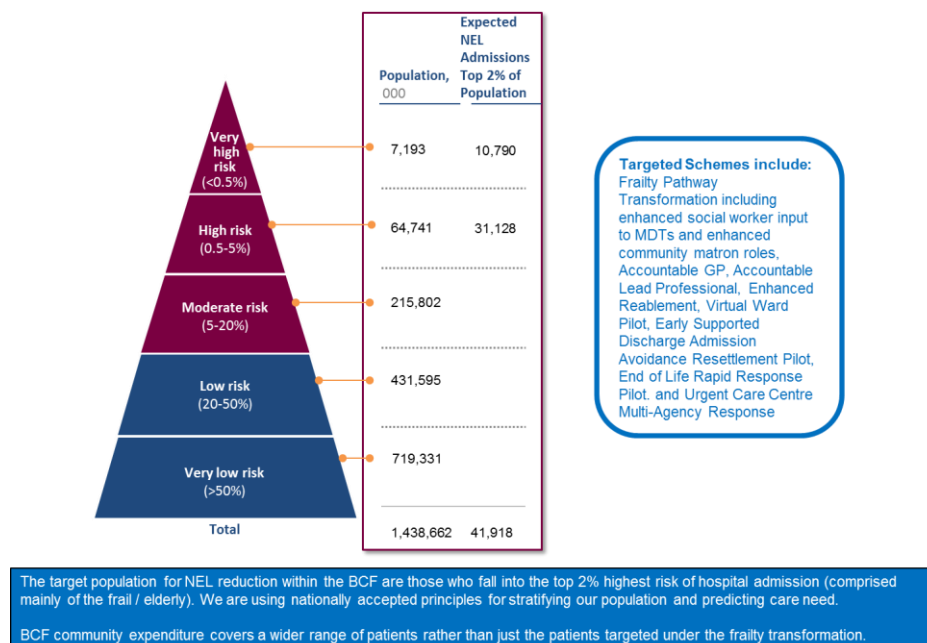 Expected
NEL
Admissions
Top 2% of
Population
Population,
000
Very
high
risk
(<0.5%)
7,193 10,790
High risk
(0.5-5%)
64,741 31,128
Moderate risk
(5-20%)
215,802
Low risk
(20-50%)
431,595
Very low risk
(>50%)
719,331
Total
1,438,662 41,918
Targeted Schemes include:
Frailty Pathway
Transformation including
enhanced social worker input
to MDTs and enhanced
community matron roles,
Accountable GP, Accountable
Lead Professional, Enhanced
Reablement, Virtual Ward
Pilot, Early Supported
Discharge Admission
Avoidance Resettlement Pilot,
End of Life Rapid Response
Pilot. and Urgent Care Centre
Multi-Agency Response
The target population for NEL reduction within the BCF are those who fall into the top 2% highest risk of hospital admission (comprised
mainly of the frail / elderly). We are using nationally accepted principles for stratifying our population and predicting care need.
BCF community expenditure covers a wider range of patients rather than just the patients targeted under the frailty transformation.